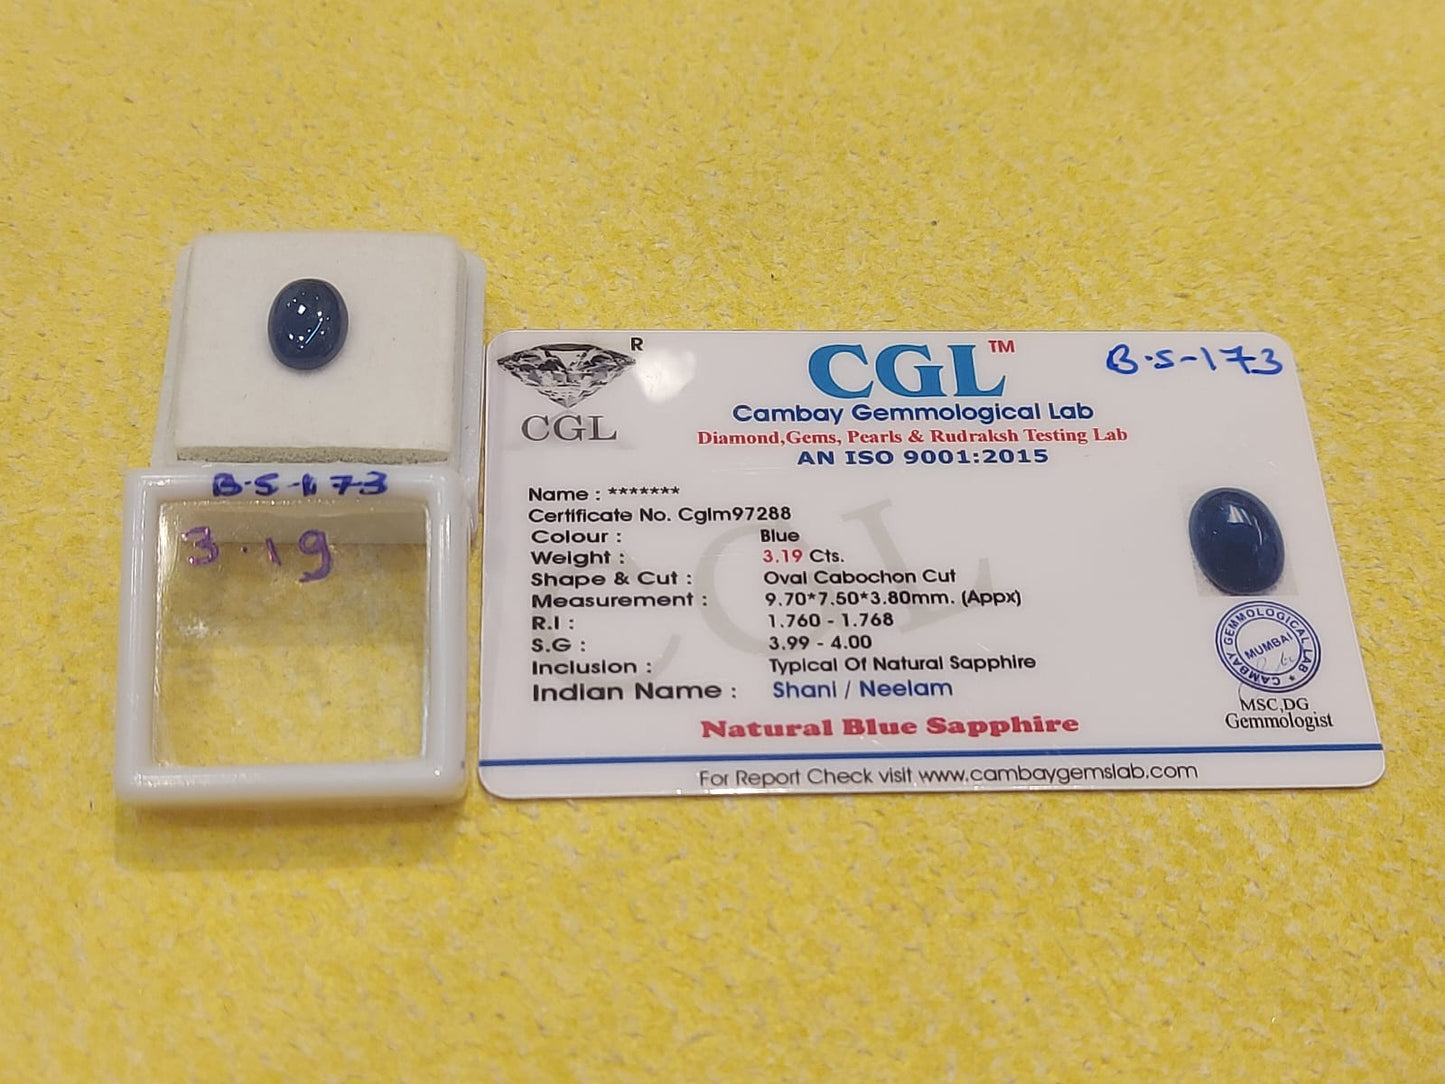 B-S-173
3.19
R
CGL
CGL™
B.S-173
Cambay Gemmological Lab
Diamond,Gems, Pearls & Rudraksh Testing Lab
AN ISO 9001:2015
Name : *******
Certificate No. Cglm97288
Colour : Blue
Weight : 3.19 Cts.
Shape & Cut : Oval Cabochon Cut
Measurement : 9.70*7.50*3.80mm. (Appx)
R.I : 1.760 - 1.768
S.G : 3.99 - 4.00
Inclusion : Typical Of Natural Sapphire
Indian Name : Shani / Neelam
Natural Blue Sapphire
CAMBAY GEMMOLOGICAL LAB
MUMBAI
MSC,DG
Gemmologist
For Report Check visit www.cambaygemslab.com
CGL